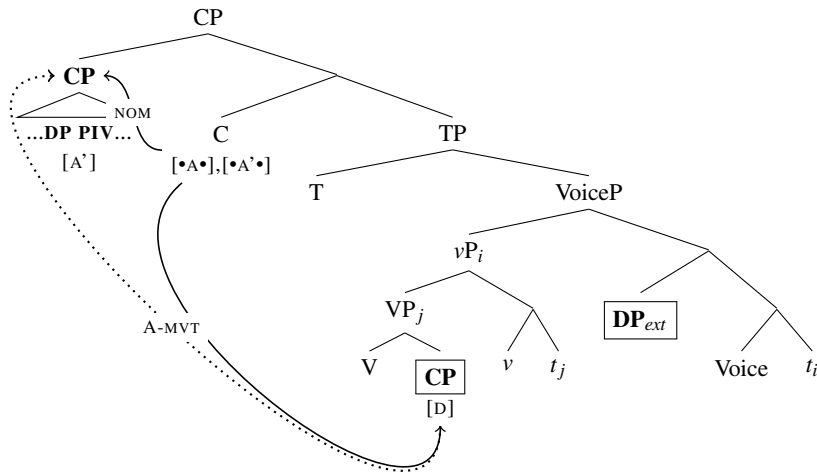 CP
CP
NOM
...DP PIV...
C
TP
[A']
[•A•],[•A'•]
T
VoiceP
vPᵢ
A-MVT
VPⱼ
DPₑₓₜ
V
CP
v
tⱼ
Voice
tᵢ
[D]